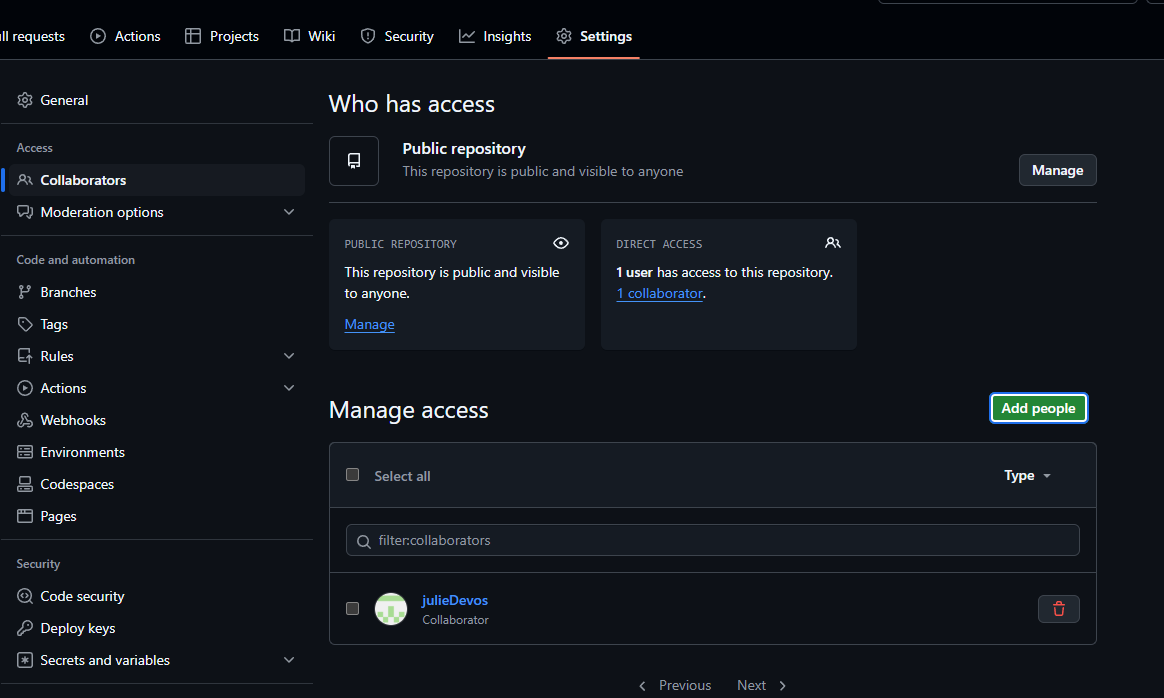 ll requests Actions Projects Wiki Security Insights Settings
General
Access
Collaborators
Moderation options
Code and automation
Branches
Tags
Rules
Actions
Webhooks
Environments
Codespaces
Pages
Security
Code security
Deploy keys
Secrets and variables
Who has access
Public repository
This repository is public and visible to anyone
Manage
PUBLIC REPOSITORY
This repository is public and visible
to anyone.
Manage
DIRECT ACCESS
1 user has access to this repository.
1 collaborator.
Manage access
Add people
Select all
Type
filter:collaborators
julieDevos
Collaborator
Previous Next